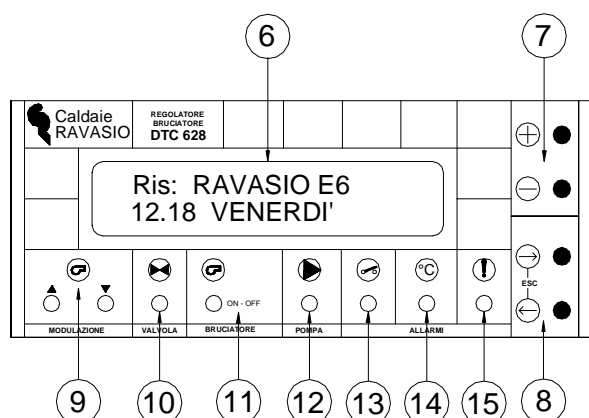 6
7
Caldaie
RAVASIO
REGOLATORE
BRUCIATORE
DTC 628
Ris: RAVASIO E6
12.18 VENERDI'
+
-
°C
!
→
ESC
←
ON - OFF
MODULAZIONE
VALVOLA
BRUCIATORE
POMPA
ALLARMI
9
10
11
12
13
14
15
8